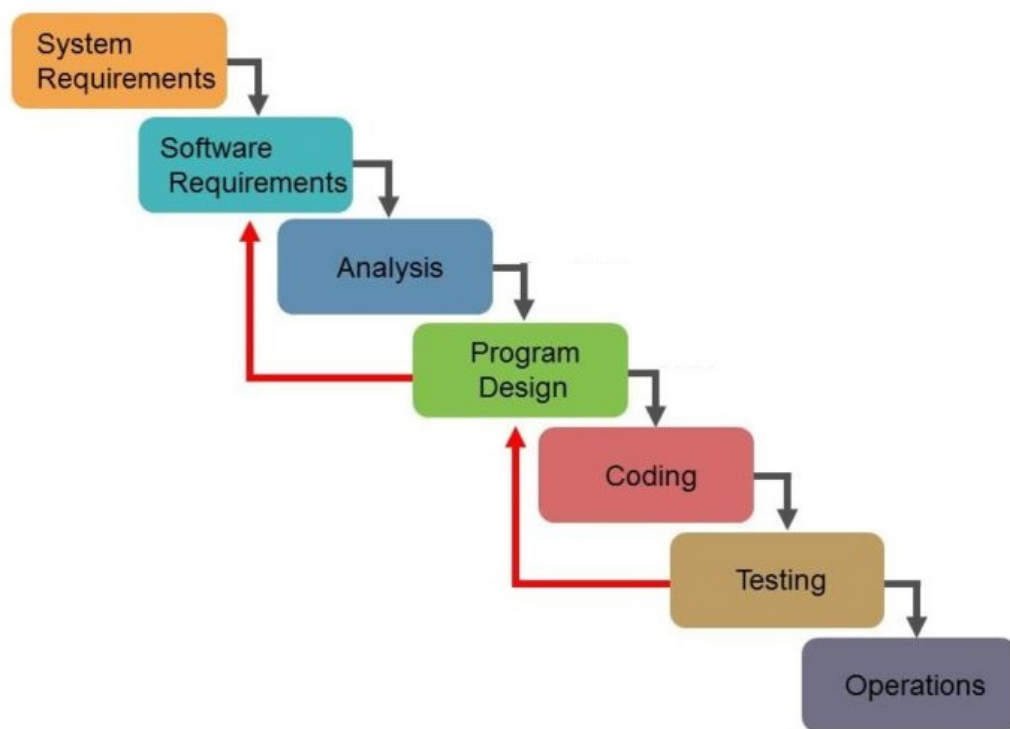 System
Requirements
Software
Requirements
Analysis
Program
Design
Coding
Testing
Operations